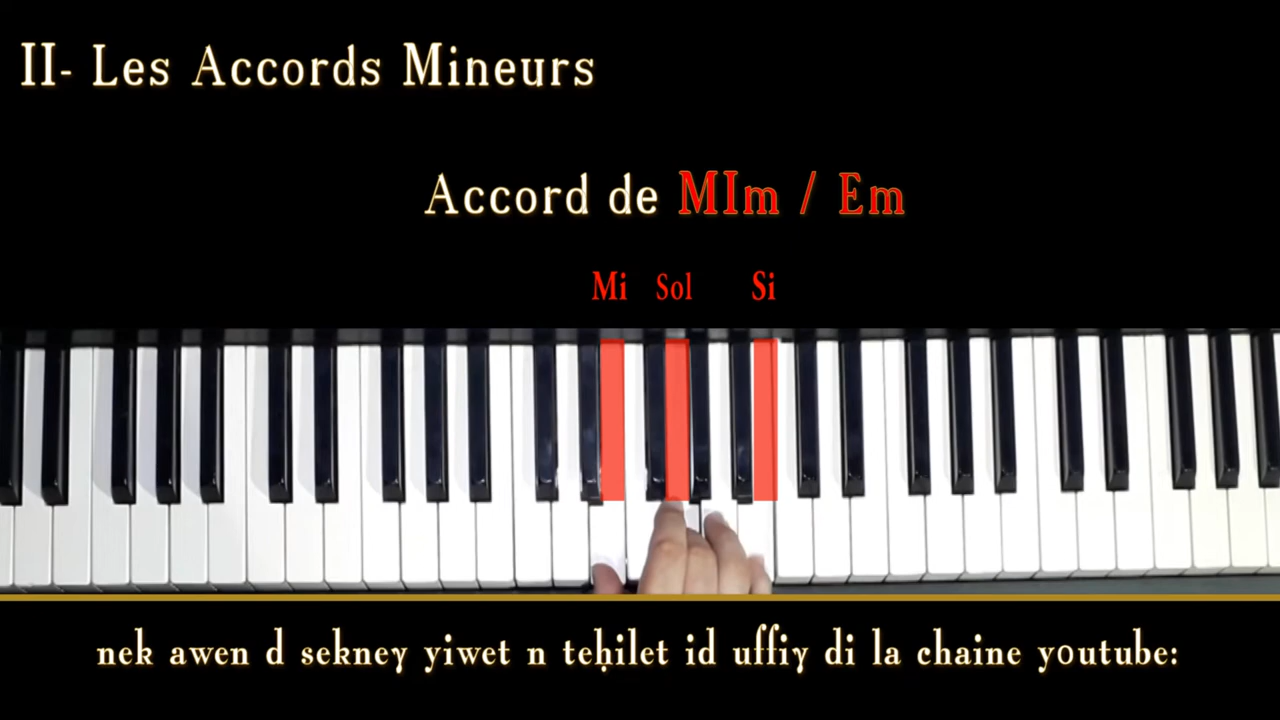 II- Les Accords Mineurs
Accord de MIm / Em
Mi Sol Si
nek awen d sekneɣ yiwet n teḥilet id uffiɣ di la chaine youtube: